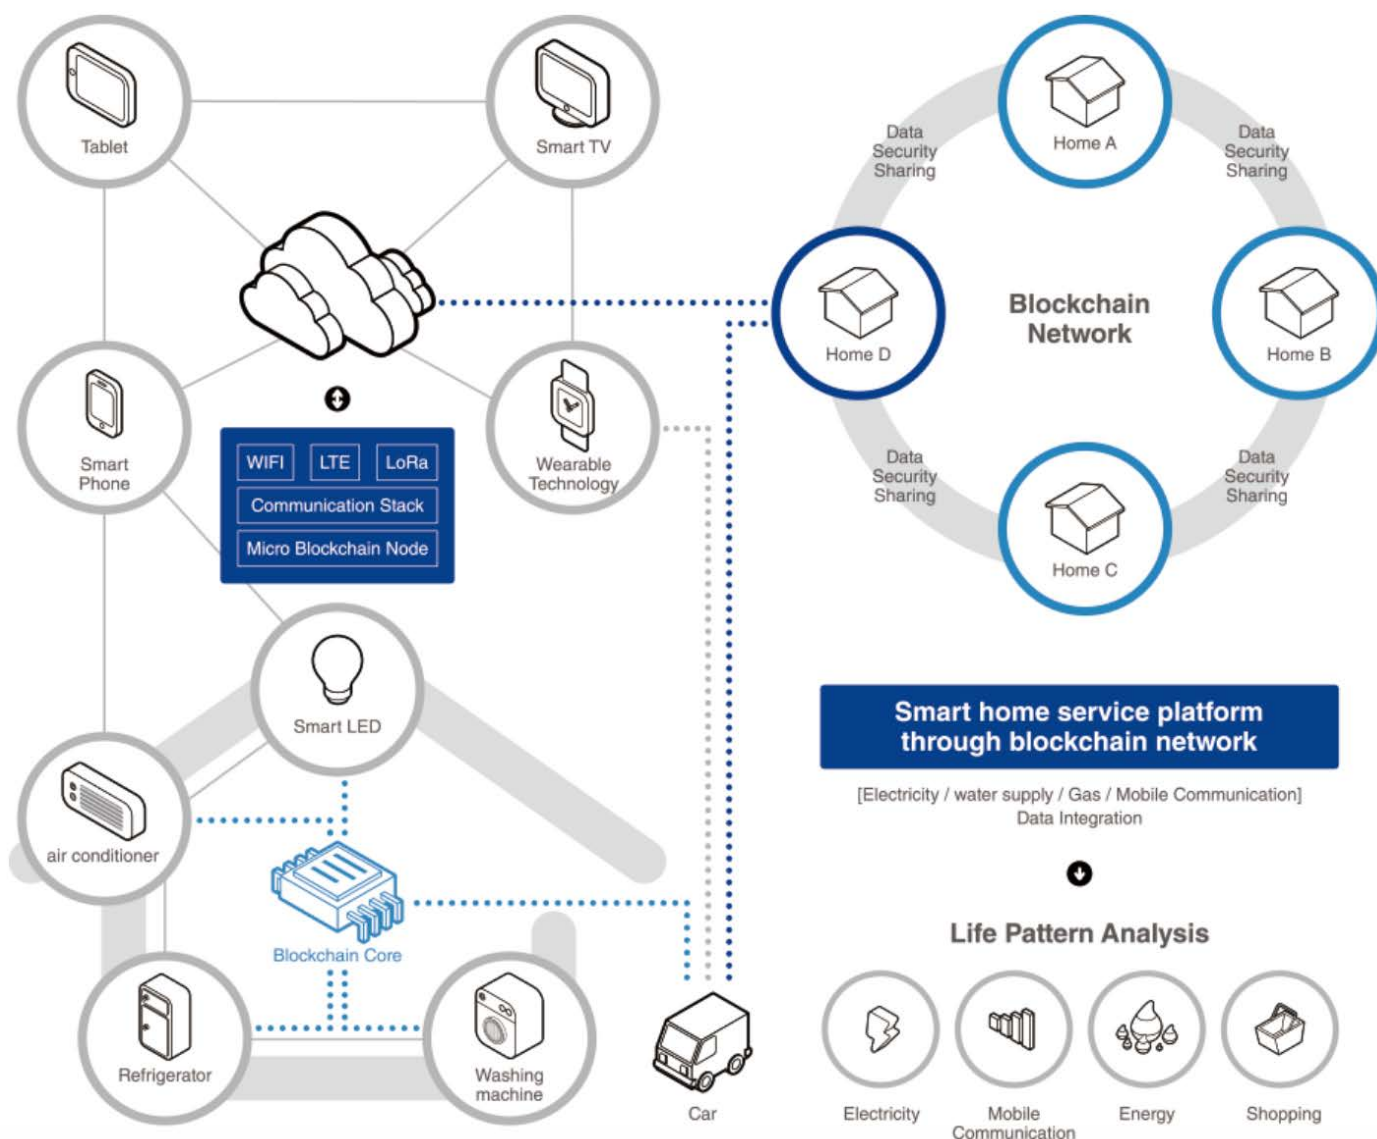 Tablet
Smart TV
Smart
Phone
Wearable
Technology
WIFI
LTE
LoRa
Communication Stack
Micro Blockchain Node
Smart LED
air conditioner
Blockchain Core
Refrigerator
Washing
machine
Car
Home A
Data
Security
Sharing
Data
Security
Sharing
Home D
Blockchain
Network
Home B
Data
Security
Sharing
Data
Security
Sharing
Home C
Smart home service platform
through blockchain network
[Electricity / water supply / Gas / Mobile Communication]
Data Integration
Life Pattern Analysis
Electricity
Mobile
Communication
Energy
Shopping